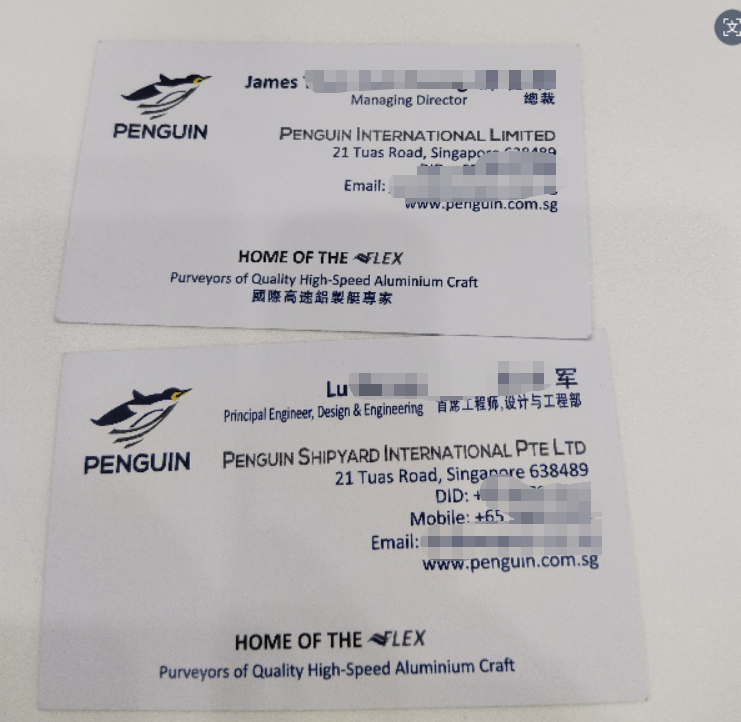 James
Managing Director 總裁
PENGUIN
PENGUIN INTERNATIONAL LIMITED
21 Tuas Road, Singapore 638489
Email:
www.penguin.com.sg
HOME OF THE FLEX
Purveyors of Quality High-Speed Aluminium Craft
國際高速鋁製艇專家
Lu 军
Principal Engineer, Design & Engineering 首席工程师,设计与工程部
PENGUIN
PENGUIN SHIPYARD INTERNATIONAL PTE LTD
21 Tuas Road, Singapore 638489
DID: +
Mobile: +65
Email:
www.penguin.com.sg
HOME OF THE FLEX
Purveyors of Quality High-Speed Aluminium Craft